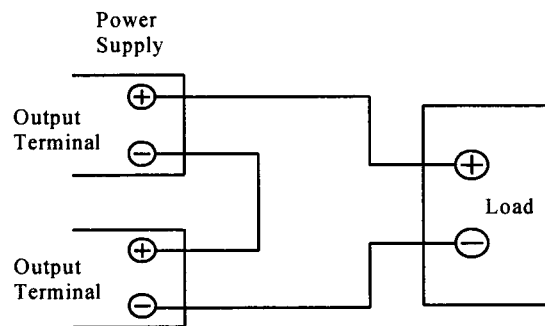 Power
Supply
Output
Terminal
Load
Output
Terminal